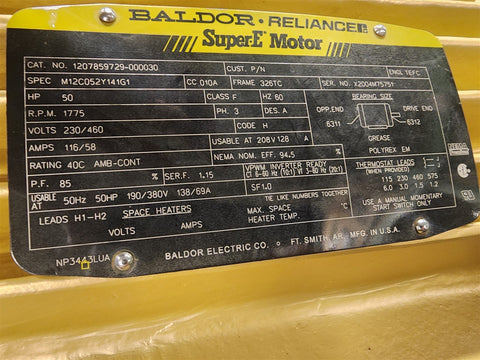 BALDOR · RELIANCE
Super-E Motor
CAT. NO. 1207859729-000030 CUST. P/N ENCL TEFC
SPEC M12C052Y141G1 CC 010A FRAME 326TC SER. NO. X2004M75751
HP 50 CLASS F HZ 60 BEARING SIZE
R.P.M. 1775 PH. 3 DES. A OPP.END DRIVE END
VOLTS 230/460 CODE H 6311 6312
AMPS 116/58 USABLE AT 208V 128 A GREASE
RATING 40C AMB-CONT NEMA NOM. EFF 94.5 % POLYREX EM
P.F. 85 % SER.F. 1.15 IPWM INVERTER READY THERMOSTAT LEADS
CT 6-60 Hz (10:1) VT 3-60 Hz (20:1) (WHEN PROVIDED)
USABLE AT 50Hz 50HP 190/380V 138/69A SF1.0 115 230 460 575
6.0 3.0 1.5 1.2
LEADS H1-H2 SPACE HEATERS TIE LIKE NUMBERS TOGETHER USE A MANUAL MOMENTARY
START SWITCH ONLY
VOLTS AMPS MAX. SPACE HEATER TEMP. °C
NP3443LUA BALDOR ELECTRIC CO. FT. SMITH, AR. MFG. IN U.S.A.